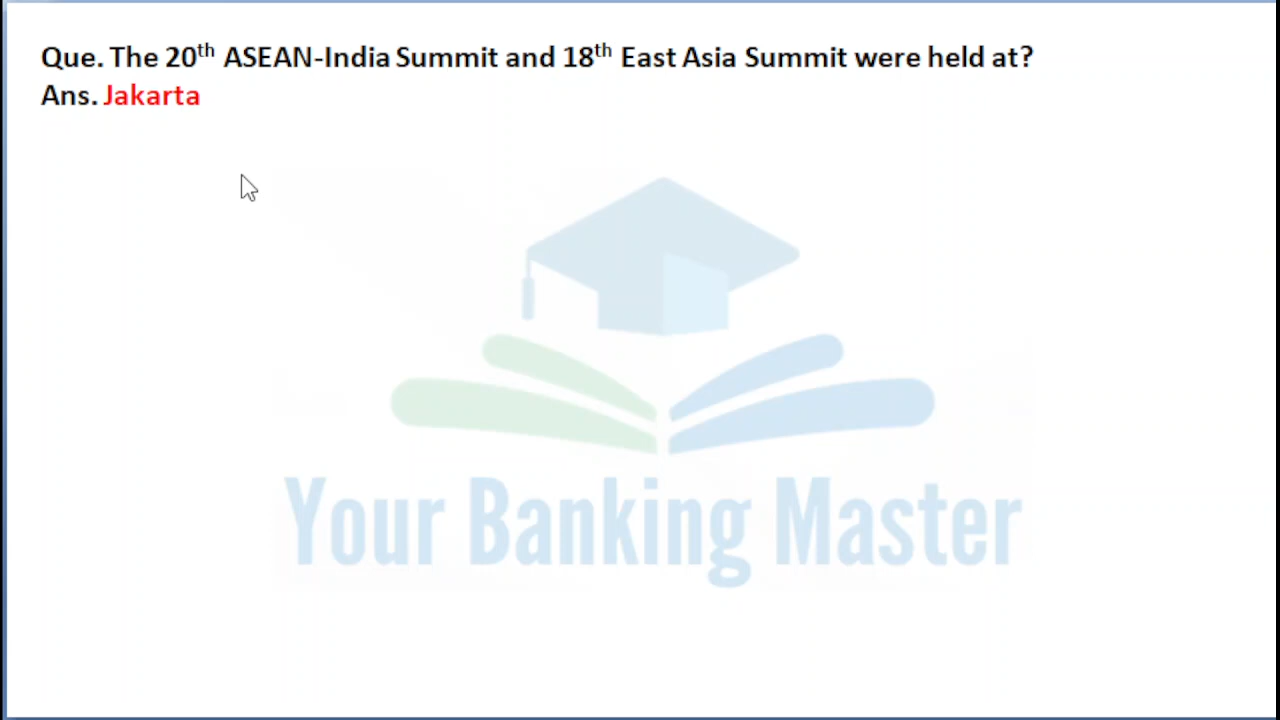 Que. The 20th ASEAN-India Summit and 18th East Asia Summit were held at?
Ans. Jakarta
Your Banking Master